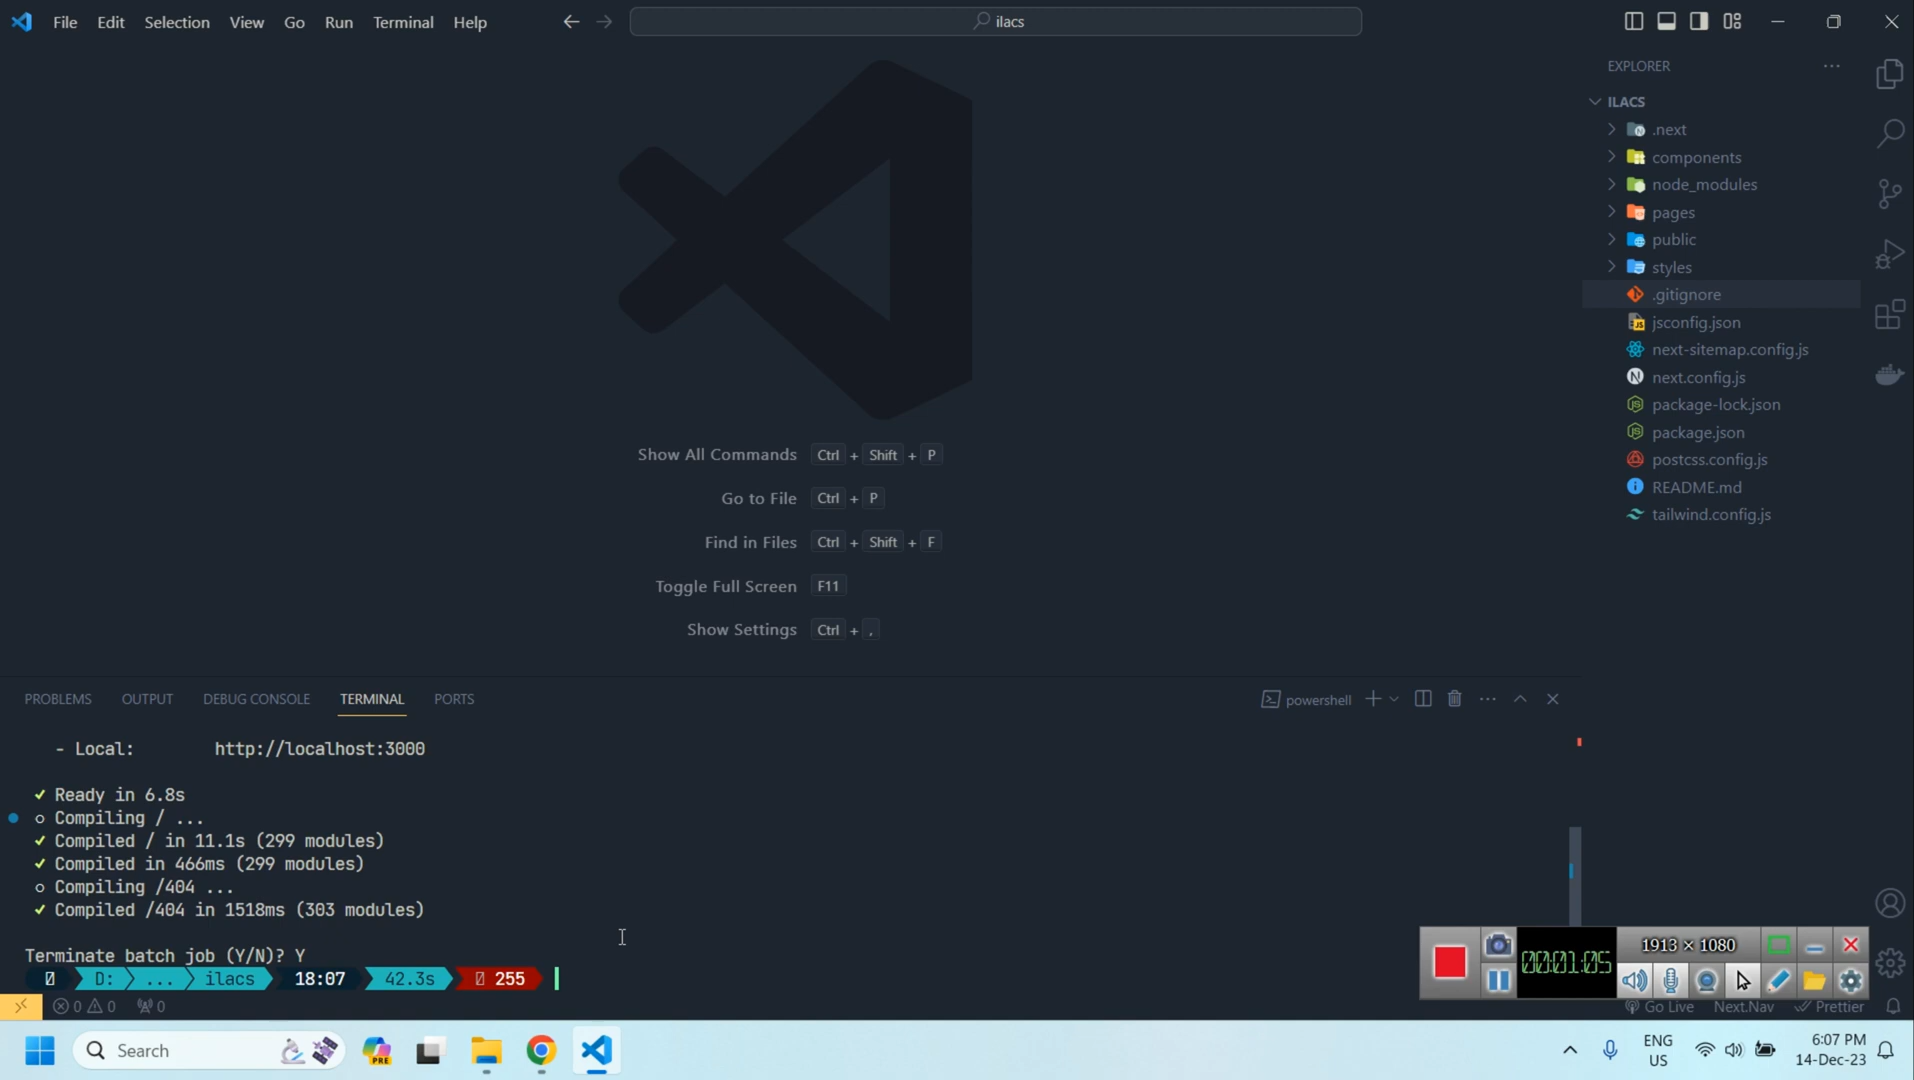 File Edit Selection View Go Run Terminal Help
ilacs
EXPLORER
ILACS
.next
components
node_modules
pages
public
styles
.gitignore
jsconfig.json
next-sitemap.config.js
next.config.js
package-lock.json
package.json
postcss.config.js
README.md
tailwind.config.js
Show All Commands Ctrl + Shift + P
Go to File Ctrl + P
Find in Files Ctrl + Shift + F
Toggle Full Screen F11
Show Settings Ctrl + ,
PROBLEMS OUTPUT DEBUG CONSOLE TERMINAL PORTS
powershell
- Local: http://localhost:3000
✓ Ready in 6.8s
○ Compiling / ...
✓ Compiled / in 11.1s (299 modules)
✓ Compiled in 466ms (299 modules)
○ Compiling /404 ...
✓ Compiled /404 in 1518ms (303 modules)
Terminate batch job (Y/N)? Y
D: ... ilacs 18:07 42.3s 255
00:01:05
1913 × 1080
0 0 0
Go Live Next.Nav Prettier
Search
PRE
ENG
US
6:07 PM
14-Dec-23